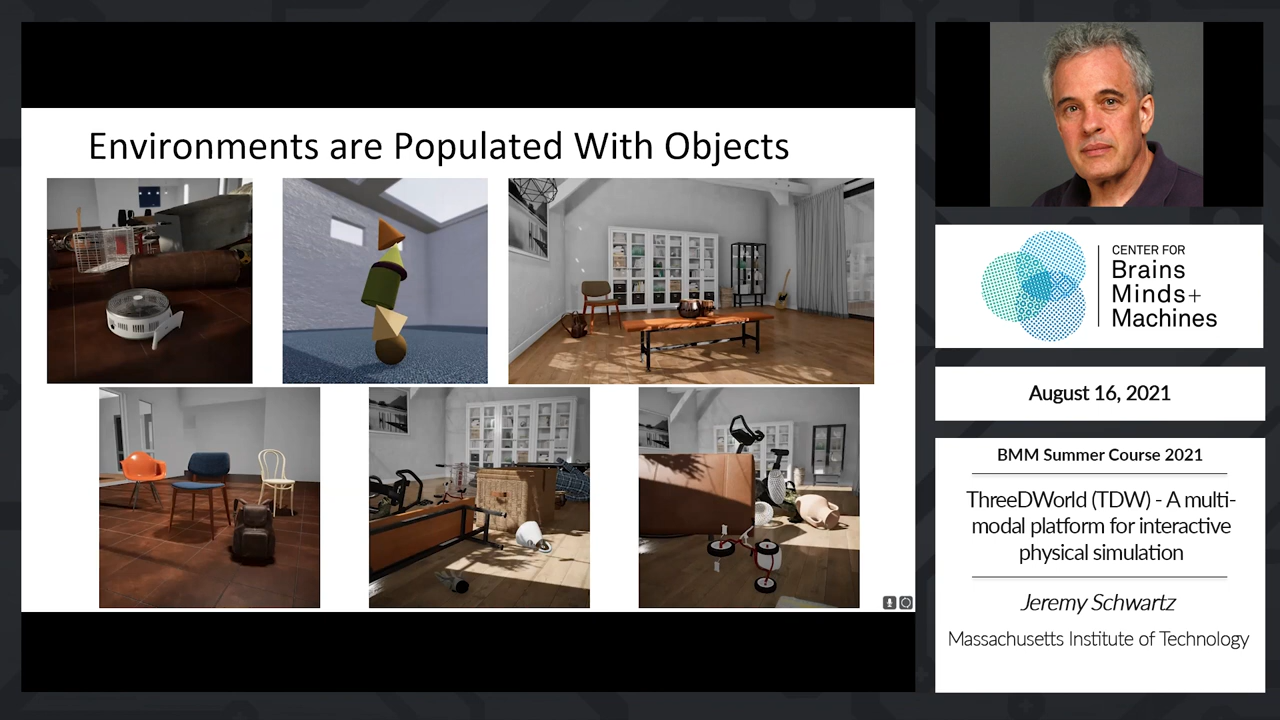 Environments are Populated With Objects
CENTER FOR
Brains
Minds+
Machines
August 16, 2021
BMM Summer Course 2021
ThreeDWorld (TDW) - A multi-
modal platform for interactive
physical simulation
Jeremy Schwartz
Massachusetts Institute of Technology